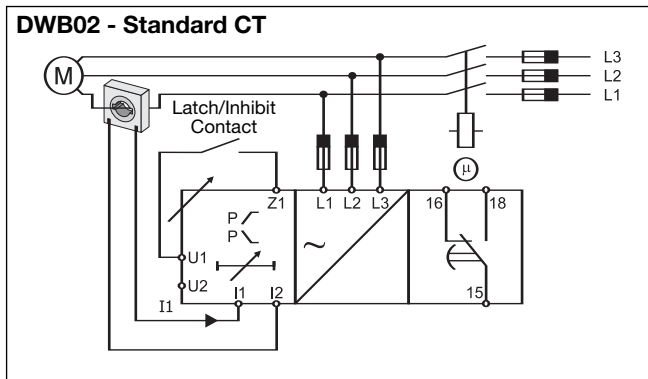 DWB02 - Standard CT
M
L3
L2
L1
Latch/Inhibit
Contact
μ
Z1
L1 L2 L3
16 18
P
P
~
U1
U2
I1
I1 I2
15